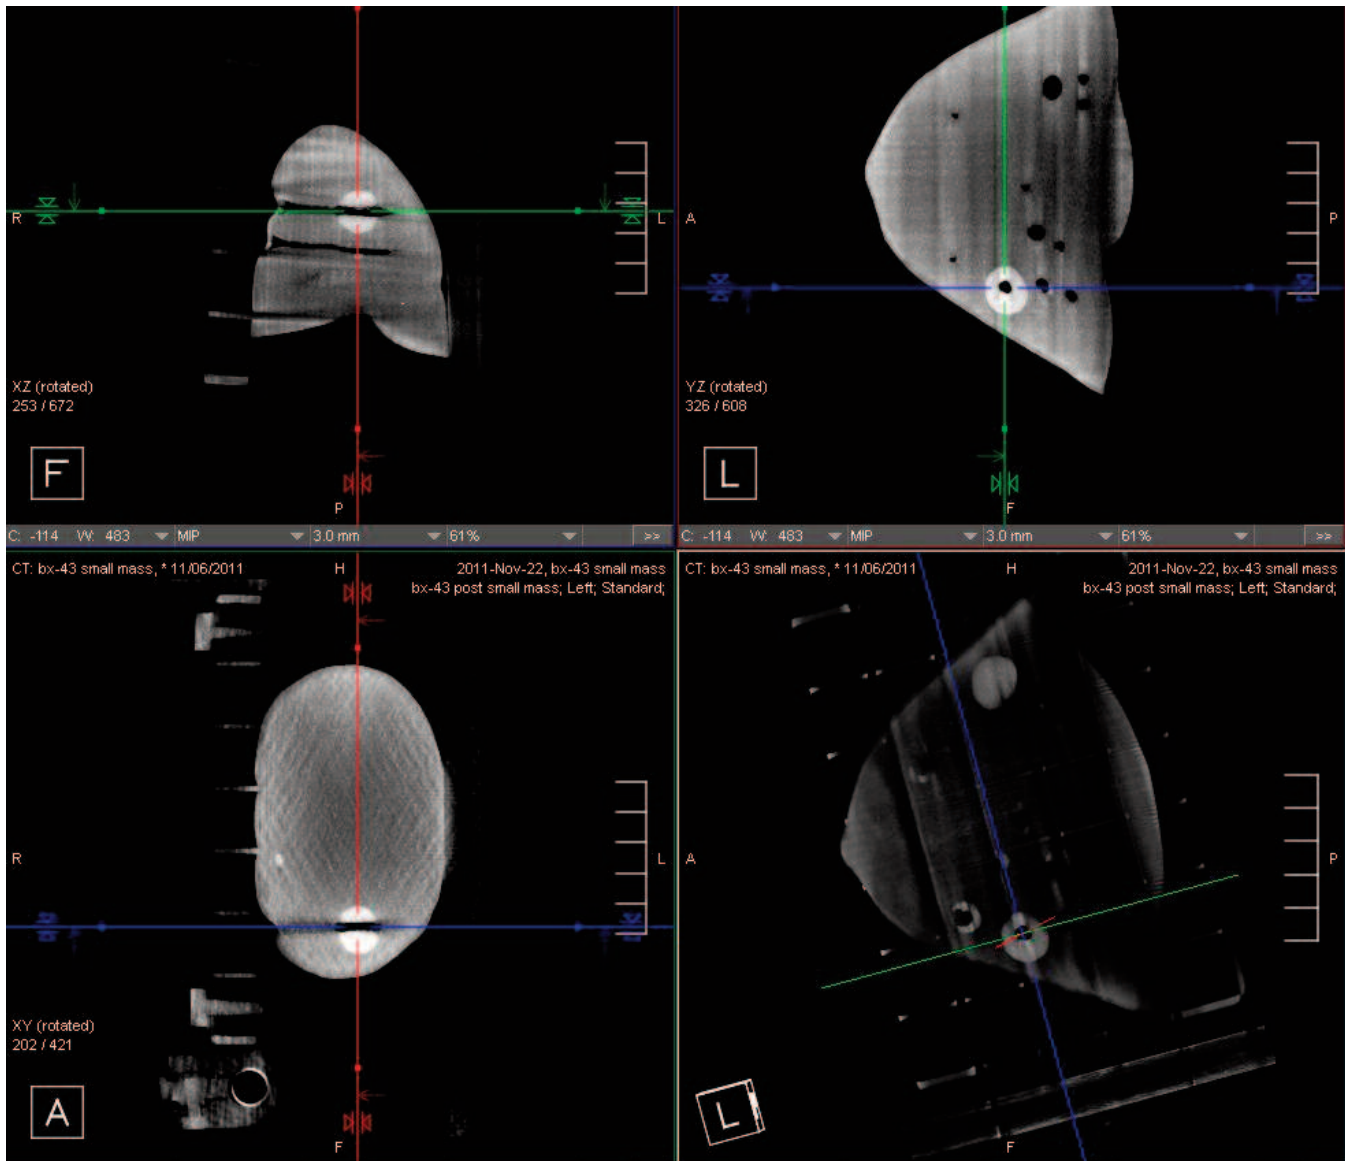 R
L
XZ (rotated)
253 / 672
F
P
A
P
YZ (rotated)
326 / 608
L
F
C: -114 W: 483 MIP 3.0 mm 61% >>
C: -114 W: 483 MIP 3.0 mm 61% >>
CT: bx-43 small mass, * 11/06/2011
H
2011-Nov-22, bx-43 small mass
bx-43 post small mass; Left; Standard;
R
L
XY (rotated)
202 / 421
A
F
CT: bx-43 small mass, * 11/06/2011
H
2011-Nov-22, bx-43 small mass
bx-43 post small mass; Left; Standard;
A
P
L
F